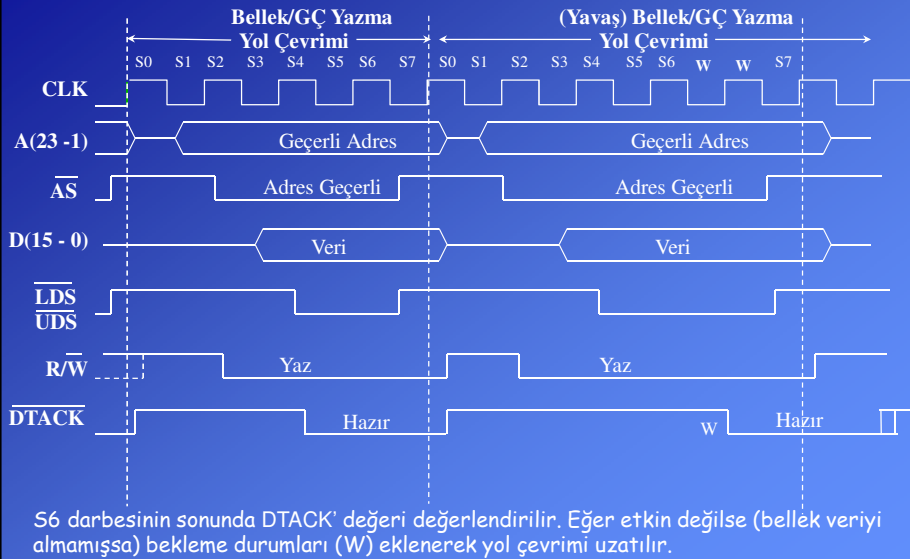 Bellek/GÇ Yazma
Yol Çevrimi
(Yavaş) Bellek/GÇ Yazma
Yol Çevrimi
S0 S1 S2 S3 S4 S5 S6 S7 S0 S1 S2 S3 S4 S5 S6 W W S7
CLK
A(23 -1) Geçerli Adres Geçerli Adres
AS Adres Geçerli Adres Geçerli
D(15 - 0) Veri Veri
LDS
UDS
R/W Yaz Yaz
DTACK Hazır W Hazır
S6 darbesinin sonunda DTACK' değeri değerlendirilir. Eğer etkin değilse (bellek veriyi
almamışsa) bekleme durumları (W) eklenerek yol çevrimi uzatılır.